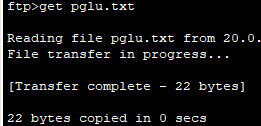 ftp>get pglu.txt
Reading file pglu.txt from 20.0.
File transfer in progress...
[Transfer complete - 22 bytes]
22 bytes copied in 0 secs